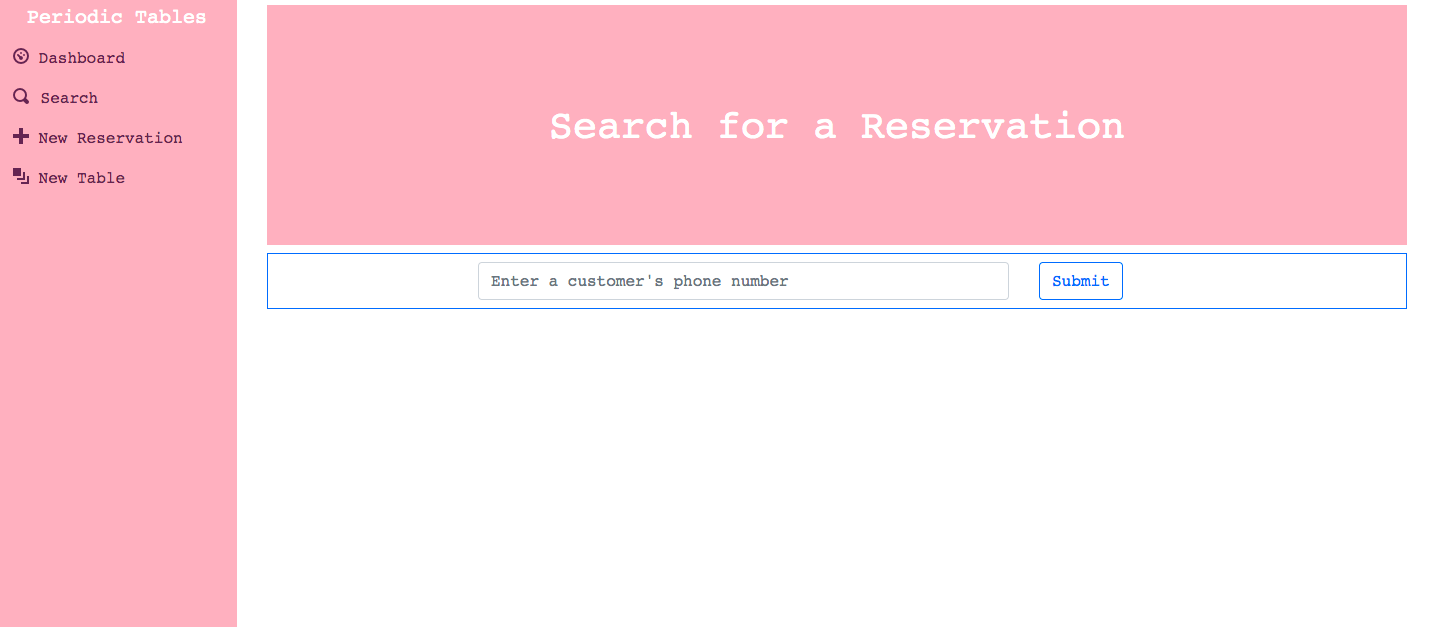 Periodic Tables
Dashboard
Search
New Reservation
New Table
Search for a Reservation
Enter a customer's phone number
Submit